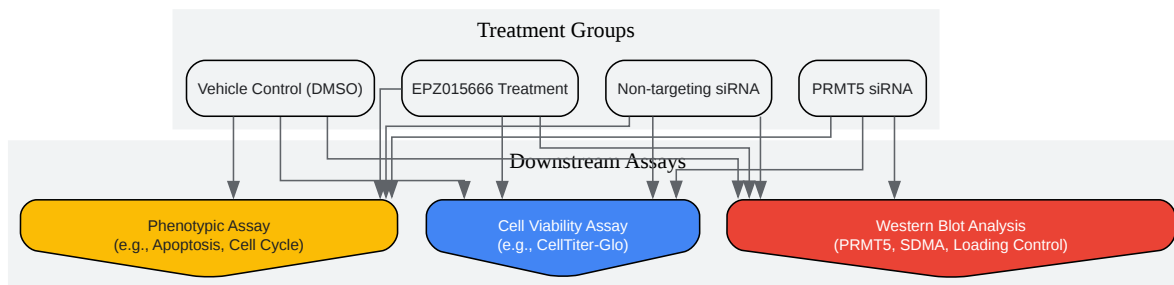 Treatment Groups
Vehicle Control (DMSO)
EPZ015666 Treatment
Non-targeting siRNA
PRMT5 siRNA
Downstream Assays
Phenotypic Assay
(e.g., Apoptosis, Cell Cycle)
Cell Viability Assay
(e.g., CellTiter-Glo)
Western Blot Analysis
(PRMT5, SDMA, Loading Control)